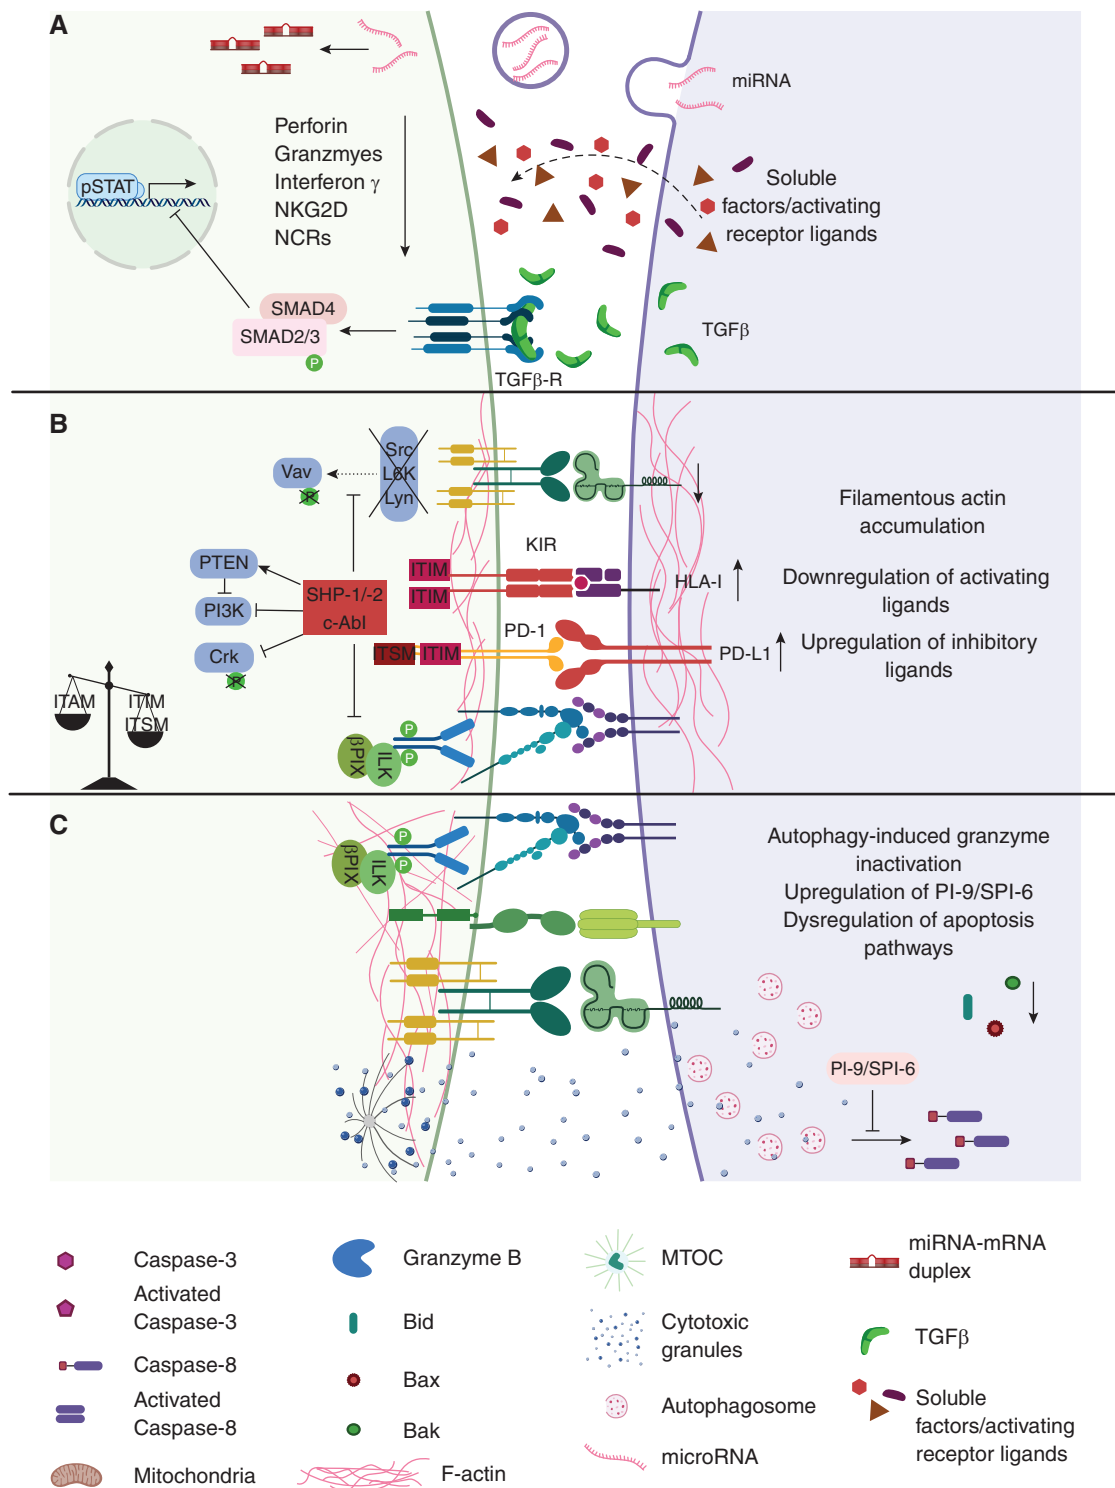 A
miRNA
Perforin
Granzmyes
Interferon γ
NKG2D
NCRs
pSTAT
Soluble
factors/activating
receptor ligands
SMAD4
SMAD2/3
P
TGFβ
TGFβ-R
B
Src
L6K
Lyn
Vav
P
Filamentous actin
accumulation
KIR
PTEN
ITIM
ITIM
HLA-I
Downregulation of activating
ligands
SHP-1/-2
c-Abl
PI3K
PD-1
Upregulation of inhibitory
ligands
Crk
P
ITSM
ITIM
PD-L1
ITAM
ITIM
ITSM
P
P
βPIX
ILK
C
Autophagy-induced granzyme
inactivation
Upregulation of PI-9/SPI-6
Dysregulation of apoptosis
pathways
P
P
βPIX
ILK
PI-9/SPI-6
Caspase-3
Activated
Caspase-3
Caspase-8
Activated
Caspase-8
Mitochondria
Granzyme B
Bid
Bax
Bak
F-actin
MTOC
Cytotoxic
granules
Autophagosome
microRNA
miRNA-mRNA
duplex
TGFβ
Soluble
factors/activating
receptor ligands